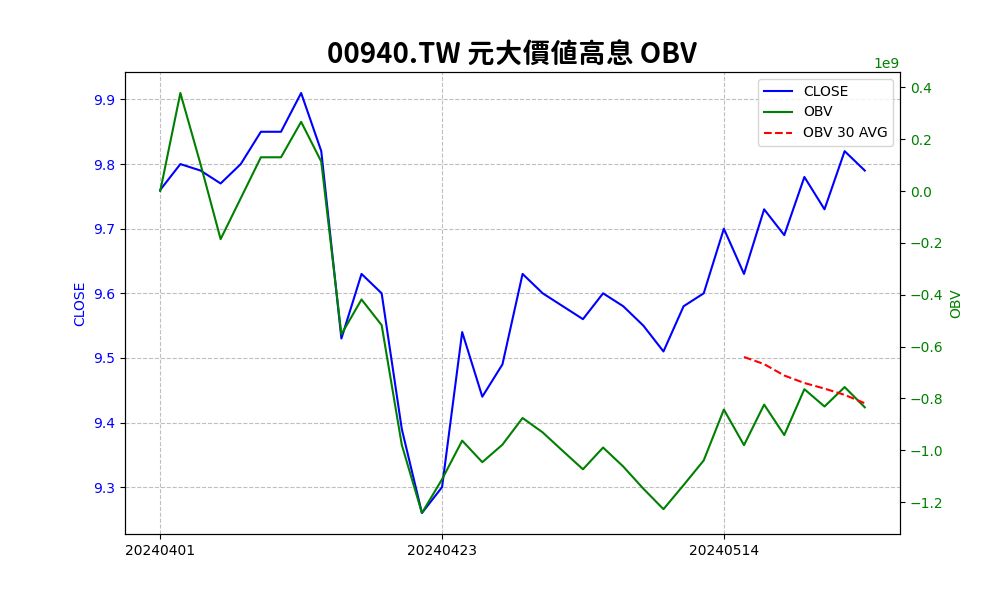 00940.TW 元大價值高息 OBV
1e9
CLOSE
OBV
OBV 30 AVG
9.9
9.8
9.7
9.6
9.5
9.4
9.3
CLOSE
0.4
0.2
0.0
−0.2
−0.4
−0.6
−0.8
−1.0
−1.2
OBV
20240401
20240423
20240514